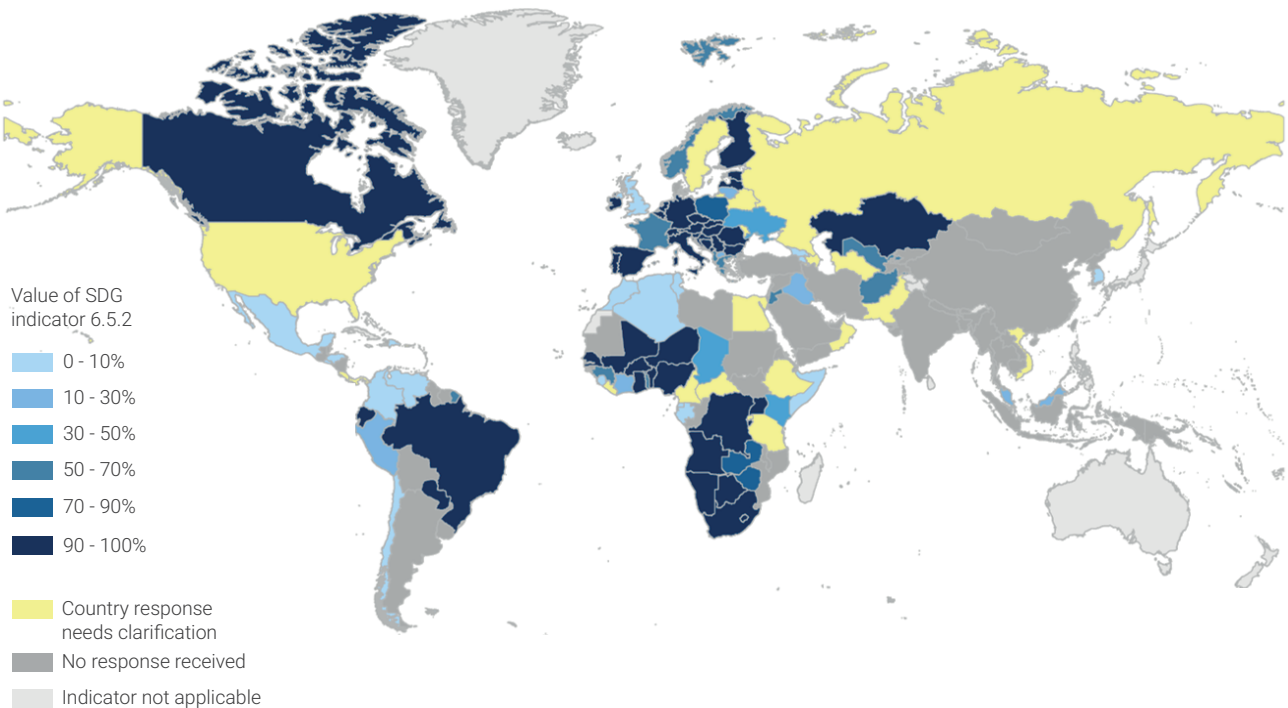 Value of SDG
indicator 6.5.2
0 - 10%
10 - 30%
30 - 50%
50 - 70%
70 - 90%
90 - 100%
Country response
needs clarification
No response received
Indicator not applicable